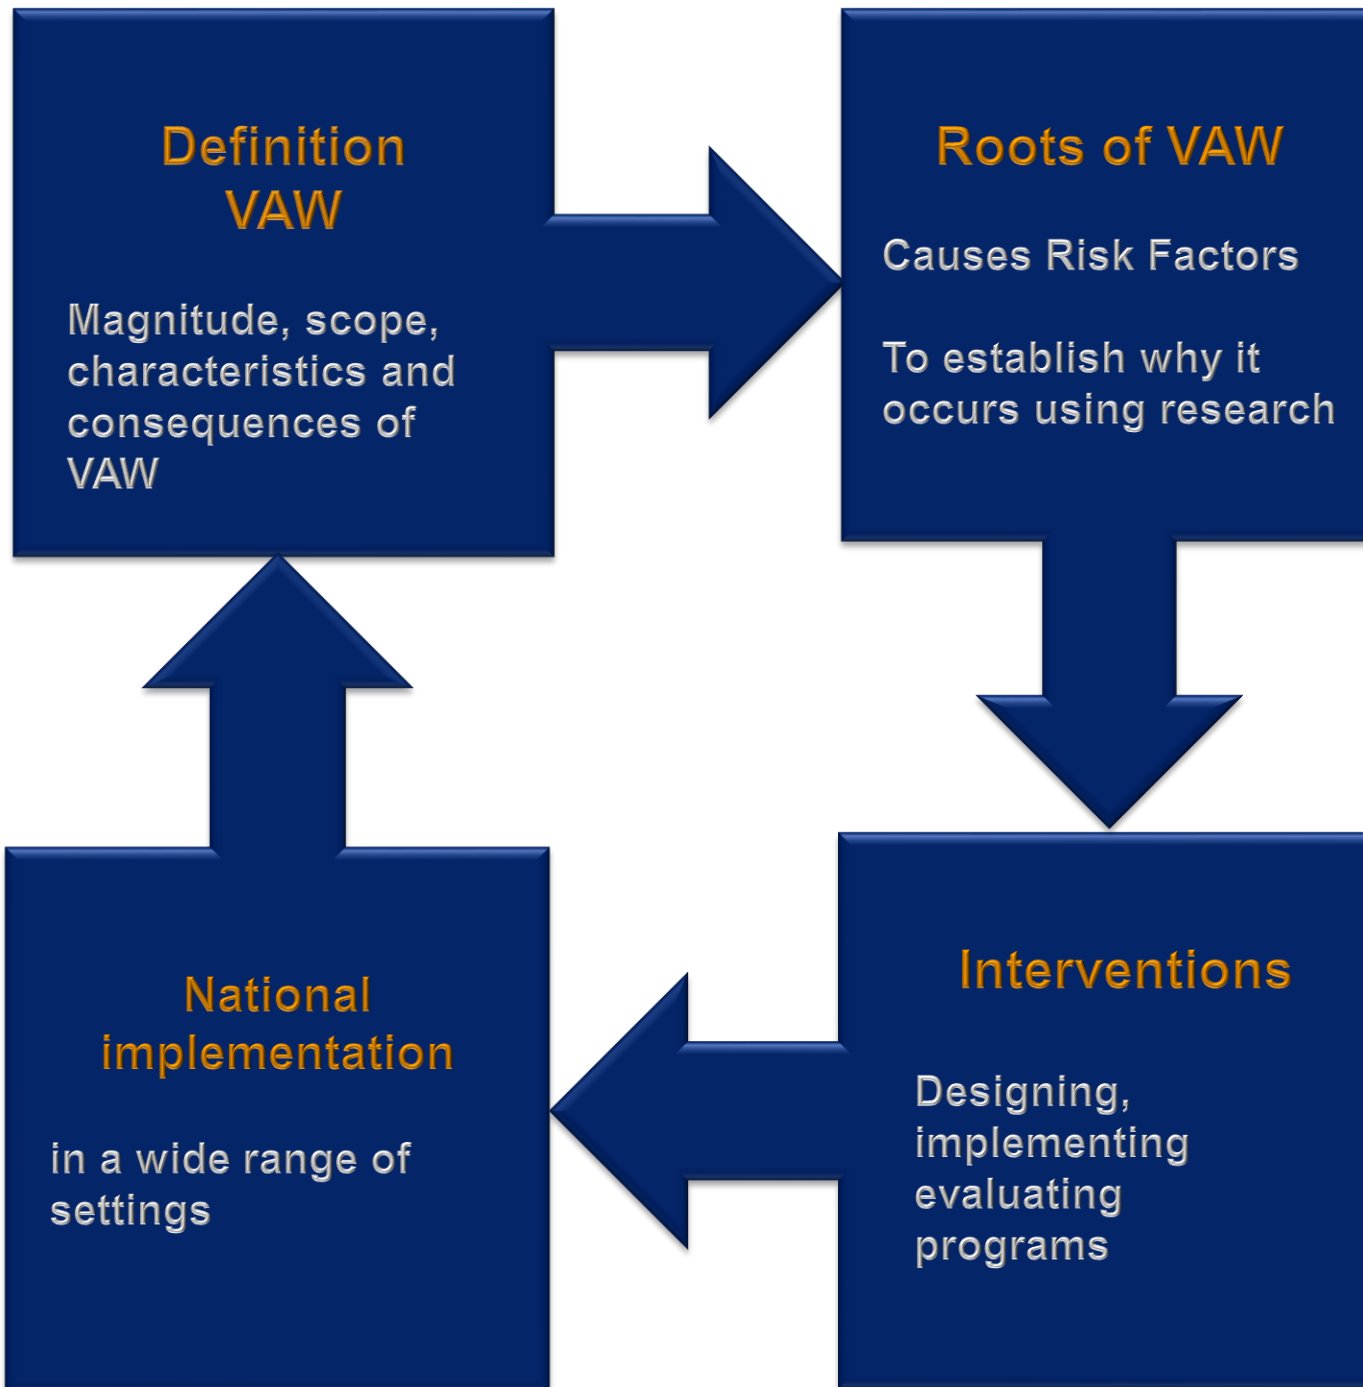 Definition
VAW
Magnitude, scope,
characteristics and
consequences of
VAW
Roots of VAW
Causes Risk Factors
To establish why it
occurs using research
Interventions
Designing,
implementing
evaluating
programs
National
implementation
in a wide range of
settings